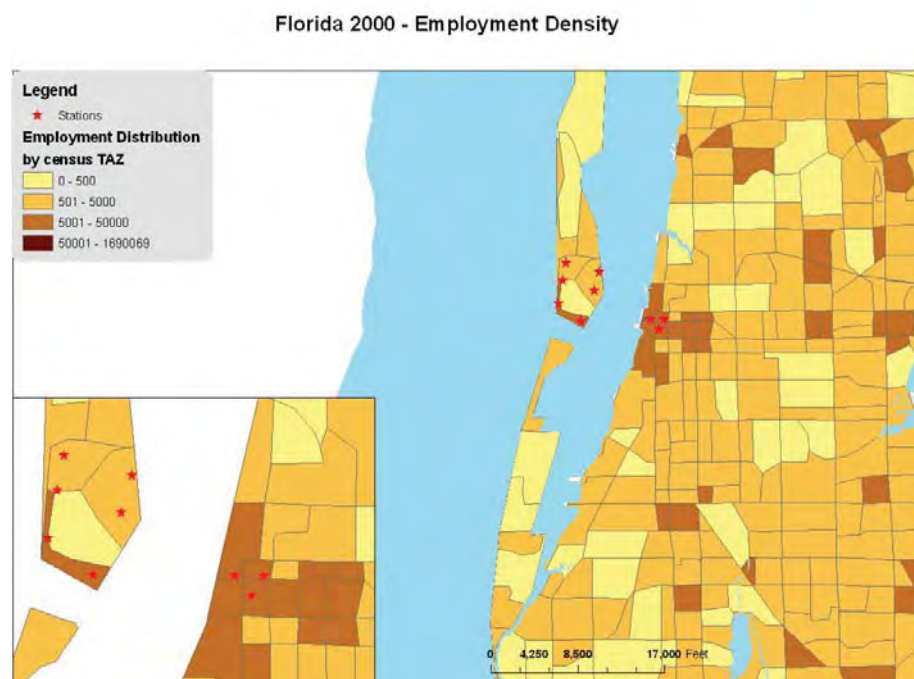 Florida 2000 - Employment Density
Legend
Stations
Employment Distribution
by census TAZ
0 - 500
501 - 5000
5001 - 50000
50001 - 1690069
0 4,250 8,500 17,000 Feet